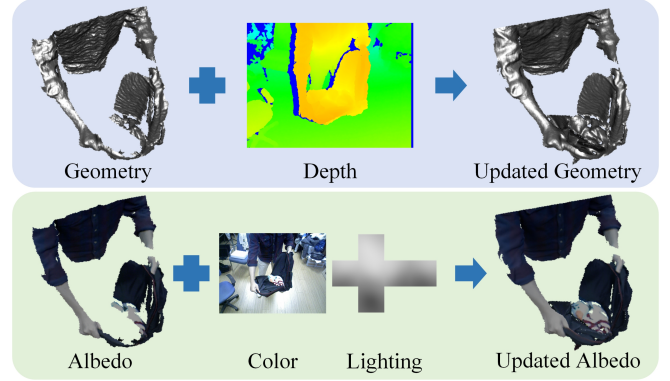 Geometry
Depth
Updated Geometry
Albedo
Color
Lighting
Updated Albedo